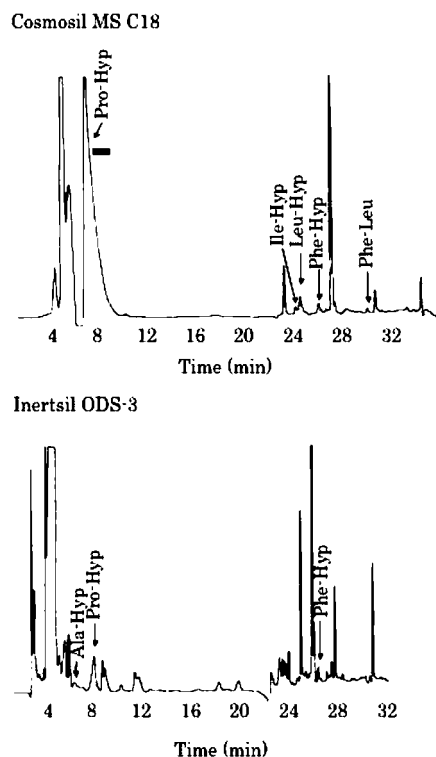 Cosmosil MS C18
Pro-Hyp
Ile-Hyp
Leu-Hyp
Phe-Hyp
Phe-Leu
4 8 12 16 20 24 28 32
Time (min)
Inertsil ODS-3
Ala-Hyp
Pro-Hyp
Phe-Hyp
4 8 12 14 20 24 28 32
Time (min)